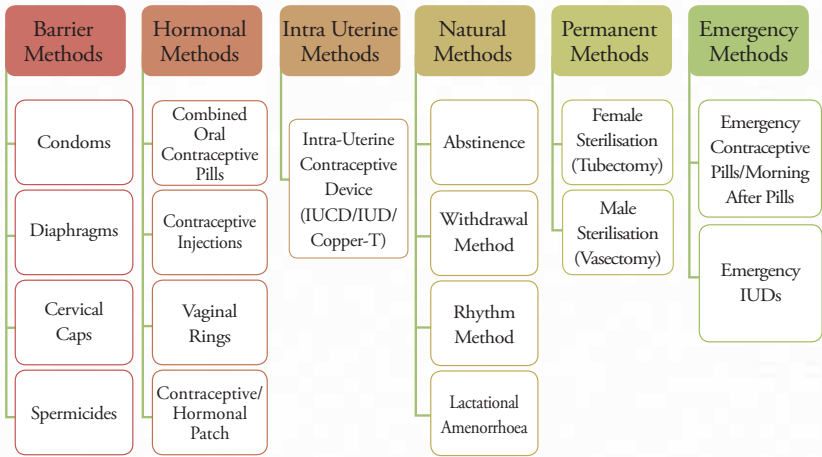 Barrier
Methods
Condoms
Diaphragms
Cervical
Caps
Spermicides
Hormonal
Methods
Combined
Oral
Contraceptive
Pills
Contraceptive
Injections
Vaginal
Rings
Contraceptive/
Hormonal
Patch
Intra Uterine
Methods
Intra-Uterine
Contraceptive
Device
(IUCD/IUD/
Copper-T)
Natural
Methods
Abstinence
Withdrawal
Method
Rhythm
Method
Lactational
Amenorrhoea
Permanent
Methods
Female
Sterilisation
(Tubectomy)
Male
Sterilisation
(Vasectomy)
Emergency
Methods
Emergency
Contraceptive
Pills/Morning
After Pills
Emergency
IUDs